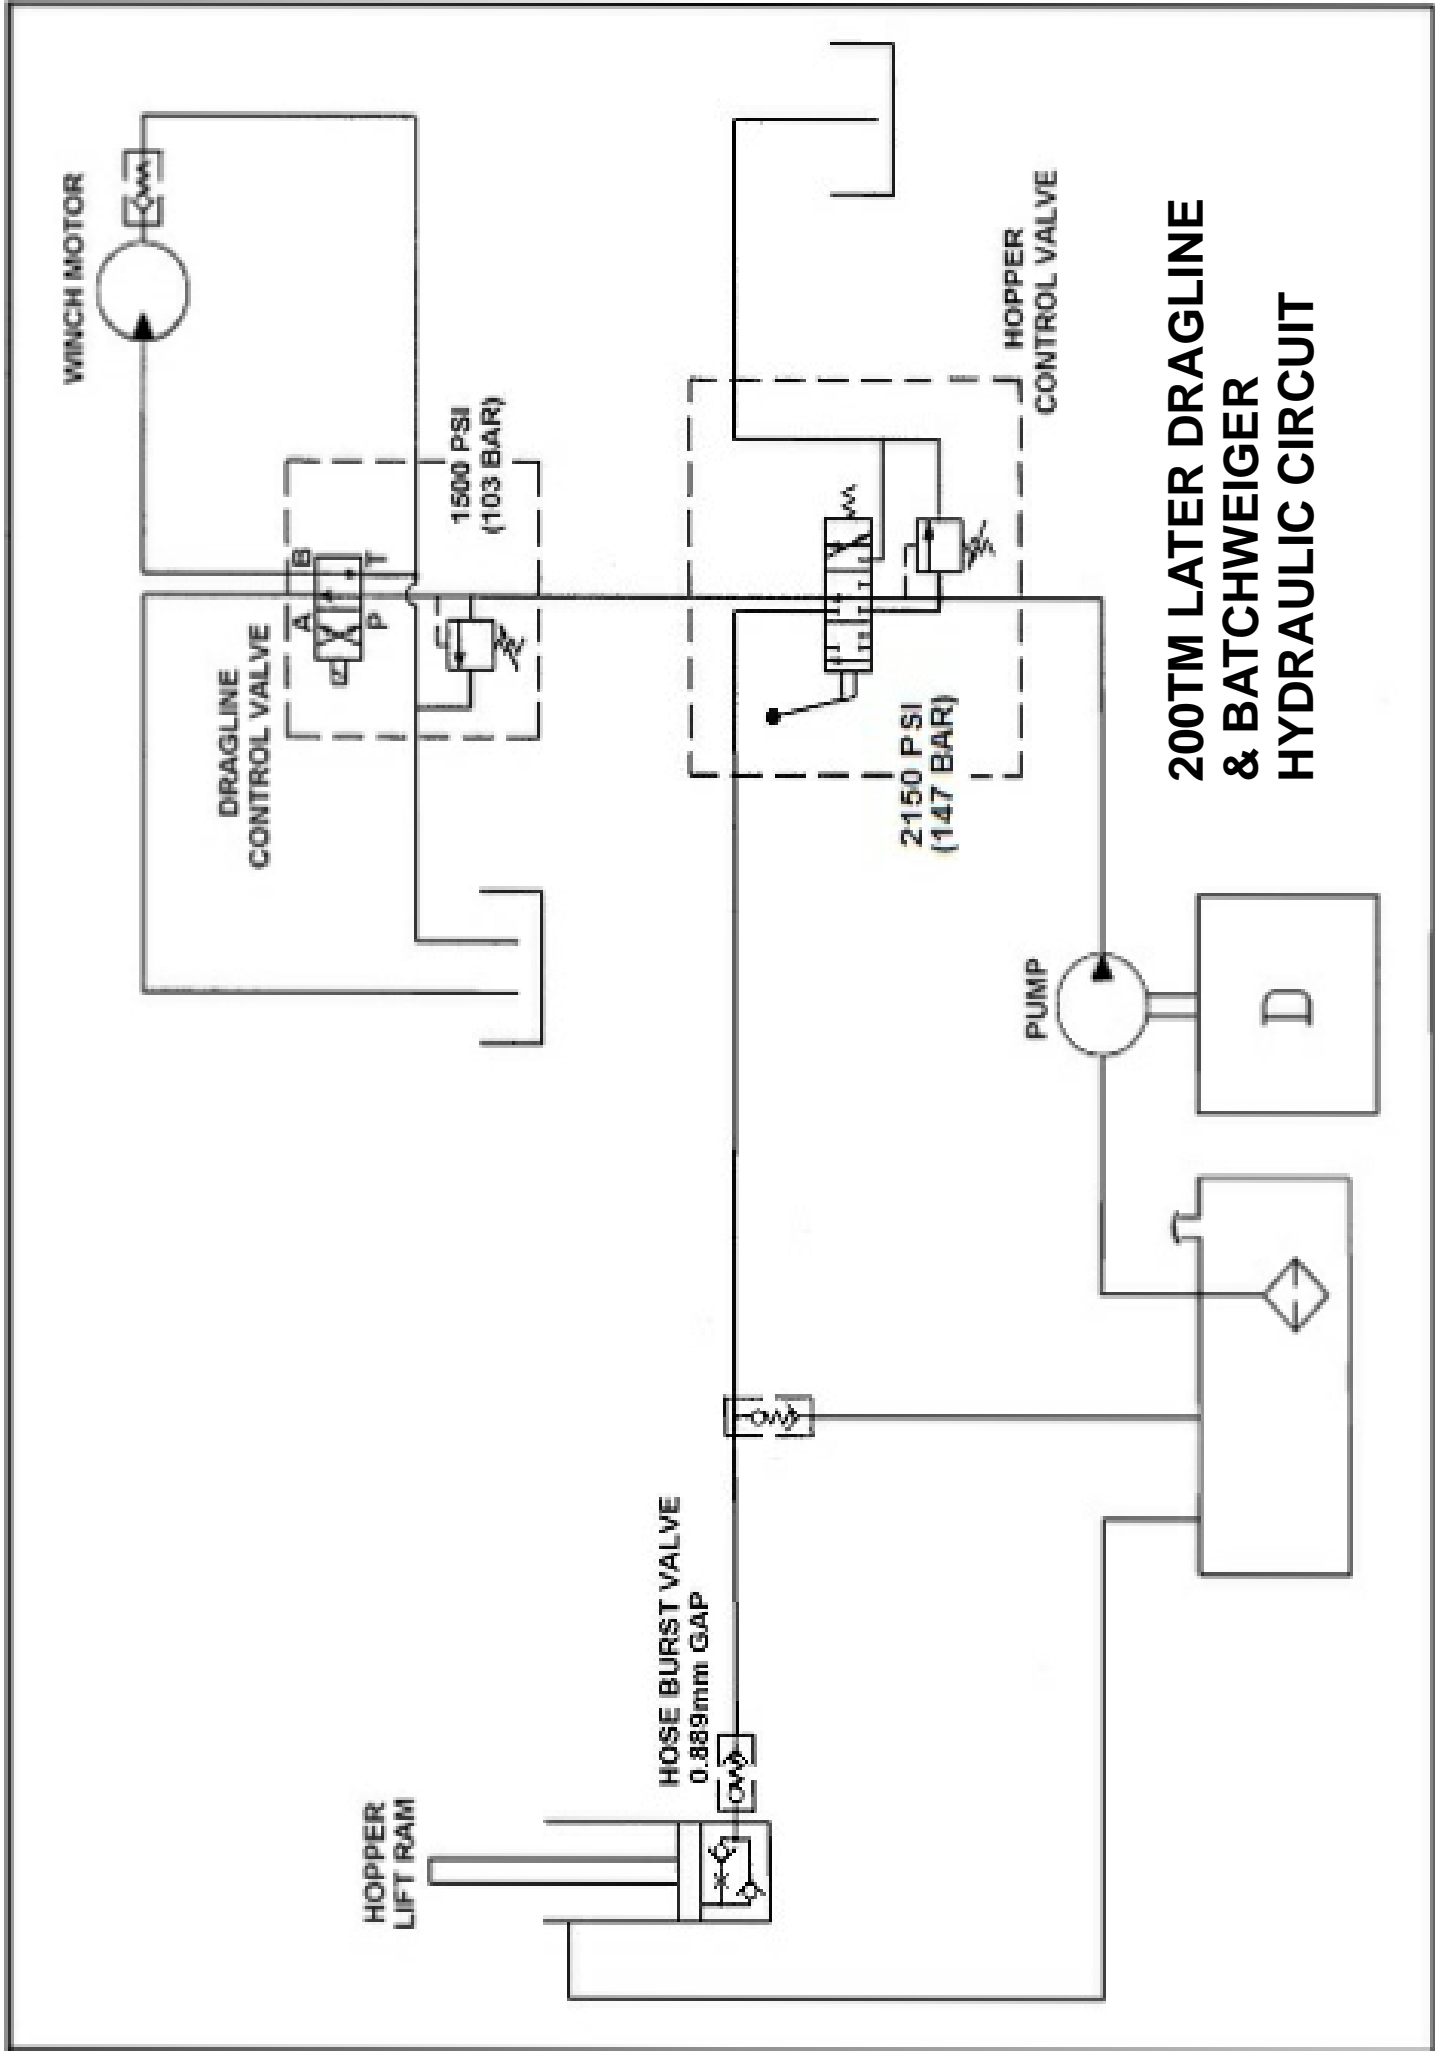 HOPPER
LIFT RAM
HOSE BURST VALVE
0.889mm GAP
DRAGLINE
CONTROL VALVE
A
B
P
T
1500 PSI
(103 BAR)
WINCH MOTOR
PUMP
D
2150 PSI
(147 BAR)
HOPPER
CONTROL VALVE
200TM LATER DRAGLINE
& BATCHWEIGER
HYDRAULIC CIRCUIT